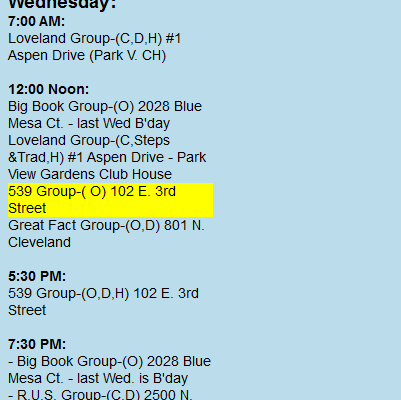 Wednesday:
7:00 AM:
Loveland Group-(C,D,H) #1
Aspen Drive (Park V. CH)
12:00 Noon:
Big Book Group-(O) 2028 Blue
Mesa Ct. - last Wed B'day
Loveland Group-(C,Steps
&Trad,H) #1 Aspen Drive - Park
View Gardens Club House
539 Group-( O) 102 E. 3rd
Street
Great Fact Group-(O,D) 801 N.
Cleveland
5:30 PM:
539 Group-(O,D,H) 102 E. 3rd
Street
7:30 PM:
- Big Book Group-(O) 2028 Blue
Mesa Ct. - last Wed. is B'day
- R.U.S. Group-(C,D) 2500 N.